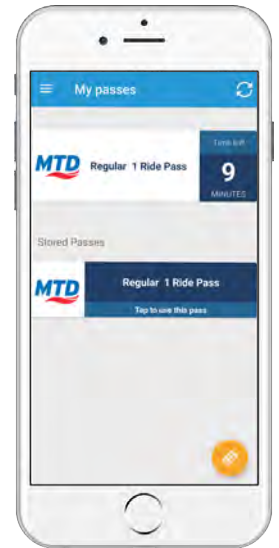 My passes
MTD
Regular 1 Ride Pass
Time left
9
MINUTES
Stored Passes
MTD
Regular 1 Ride Pass
Tap to use this pass